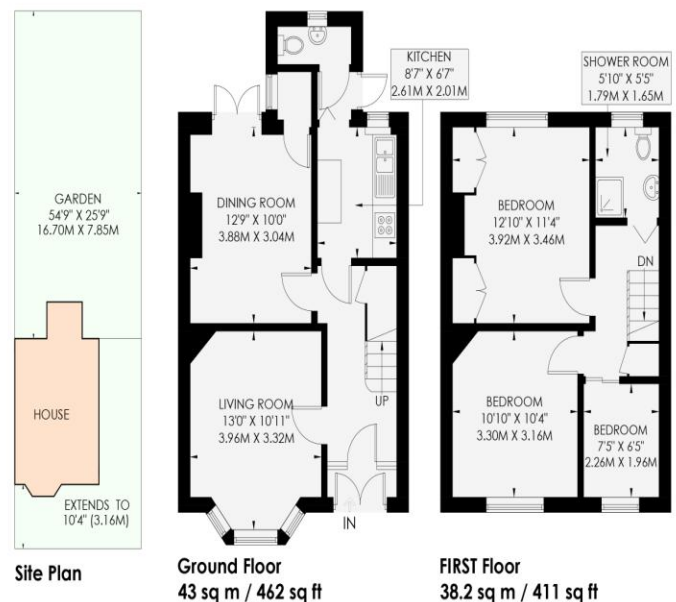 GARDEN
54'9" X 25'9"
16.70M X 7.85M
HOUSE
EXTENDS TO
10'4" (3.16M)
Site Plan
KITCHEN
8'7" X 6'7"
2.61M X 2.01M
DINING ROOM
12'9" X 10'0"
3.88M X 3.04M
LIVING ROOM
13'0" X 10'11"
3.96M X 3.32M
UP
IN
Ground Floor
43 sq m / 462 sq ft
SHOWER ROOM
5'10" X 5'5"
1.79M X 1.65M
BEDROOM
12'10" X 11'4"
3.92M X 3.46M
DN
BEDROOM
10'10" X 10'4"
3.30M X 3.16M
BEDROOM
7'5" X 6'5"
2.26M X 1.96M
FIRST Floor
38.2 sq m / 411 sq ft